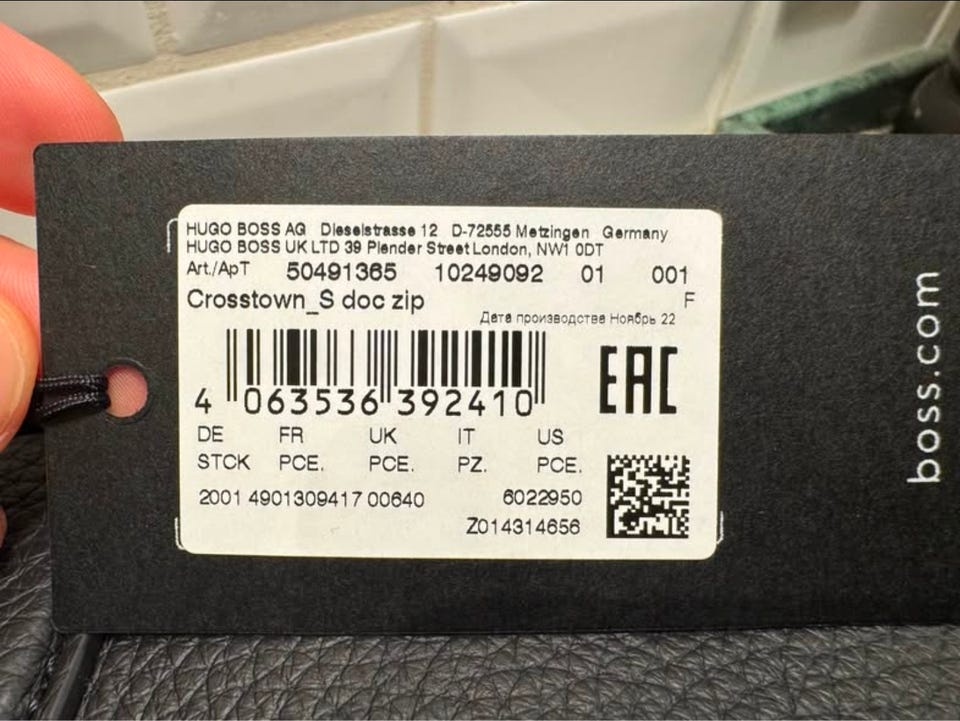 HUGO BOSS AG Dieselstrasse 12 D-72555 Metzingen Germany
HUGO BOSS UK LTD 39 Plender Street London, NW1 0DT
Art./АрТ 50491365 10249092 01 001
Crosstown_S doc zip F
Дата производства Ноябрь 22
EAC
4 063536 392410
DE FR UK IT US
STCK PCE. PCE. PZ. PCE.
2001 4901309417 00640 6022950
Z014314656
boss.com